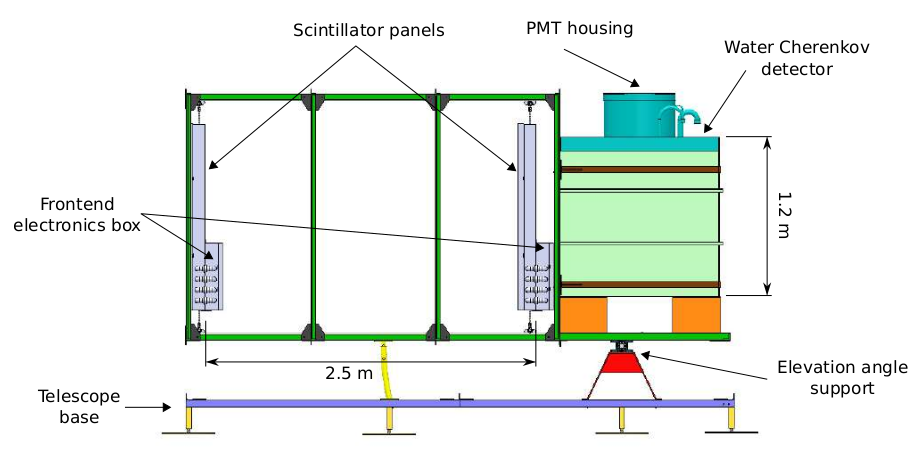 Scintillator panels
PMT housing
Water Cherenkov
detector
Frontend
electronics box
1.2 m
2.5 m
Elevation angle
support
Telescope
base